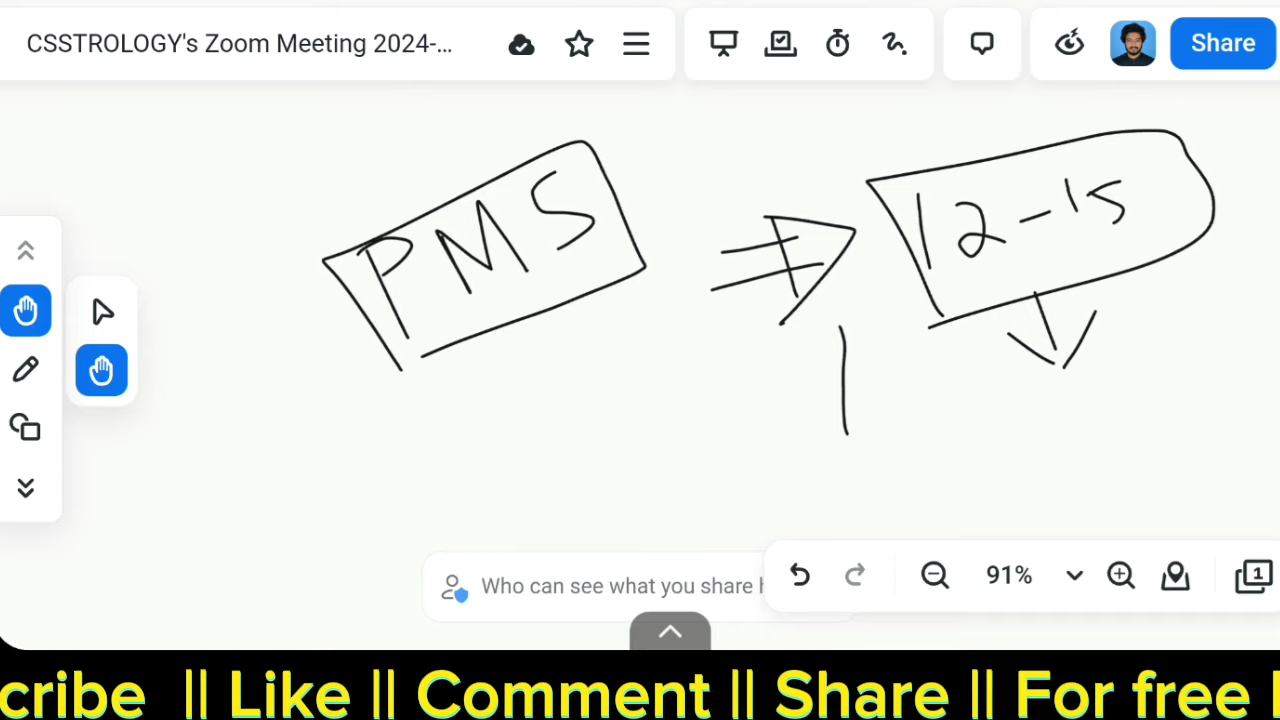 CSSTROLOGY's Zoom Meeting 2024-...
Share
PMS
12-15
Who can see what you share
91%
1
cribe || Like || Comment || Share || For free